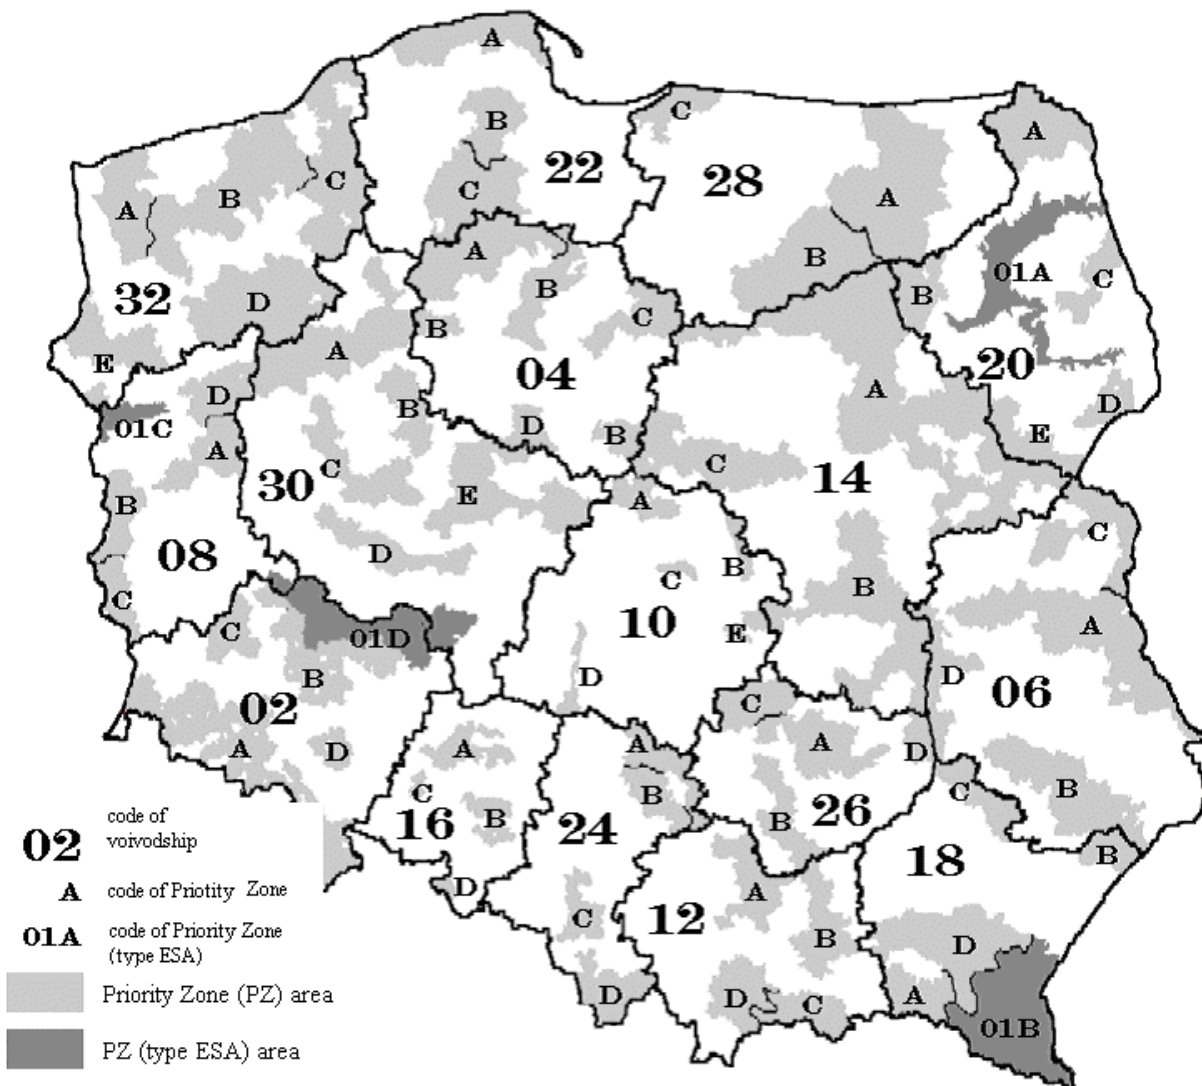 A
B
C
22
C
28
A
B
A
01A
C
B
20
D
E
C
B
A
32
D
E
A
B
C
B
04
D
B
A
B
C
30
E
D
D
01C
A
B
08
C
A
C
14
B
A
B
C
10
E
D
C
A
D
06
B
C
01D
B
02
A
D
A
C
16
B
D
A
B
24
C
D
C
A
D
B
26
C
18
B
D
A
01B
A
12
B
D
C
02 code of
voivodship
A code of Priotity Zone
01A code of Priority Zone
(type ESA)
Priority Zone (PZ) area
PZ (type ESA) area